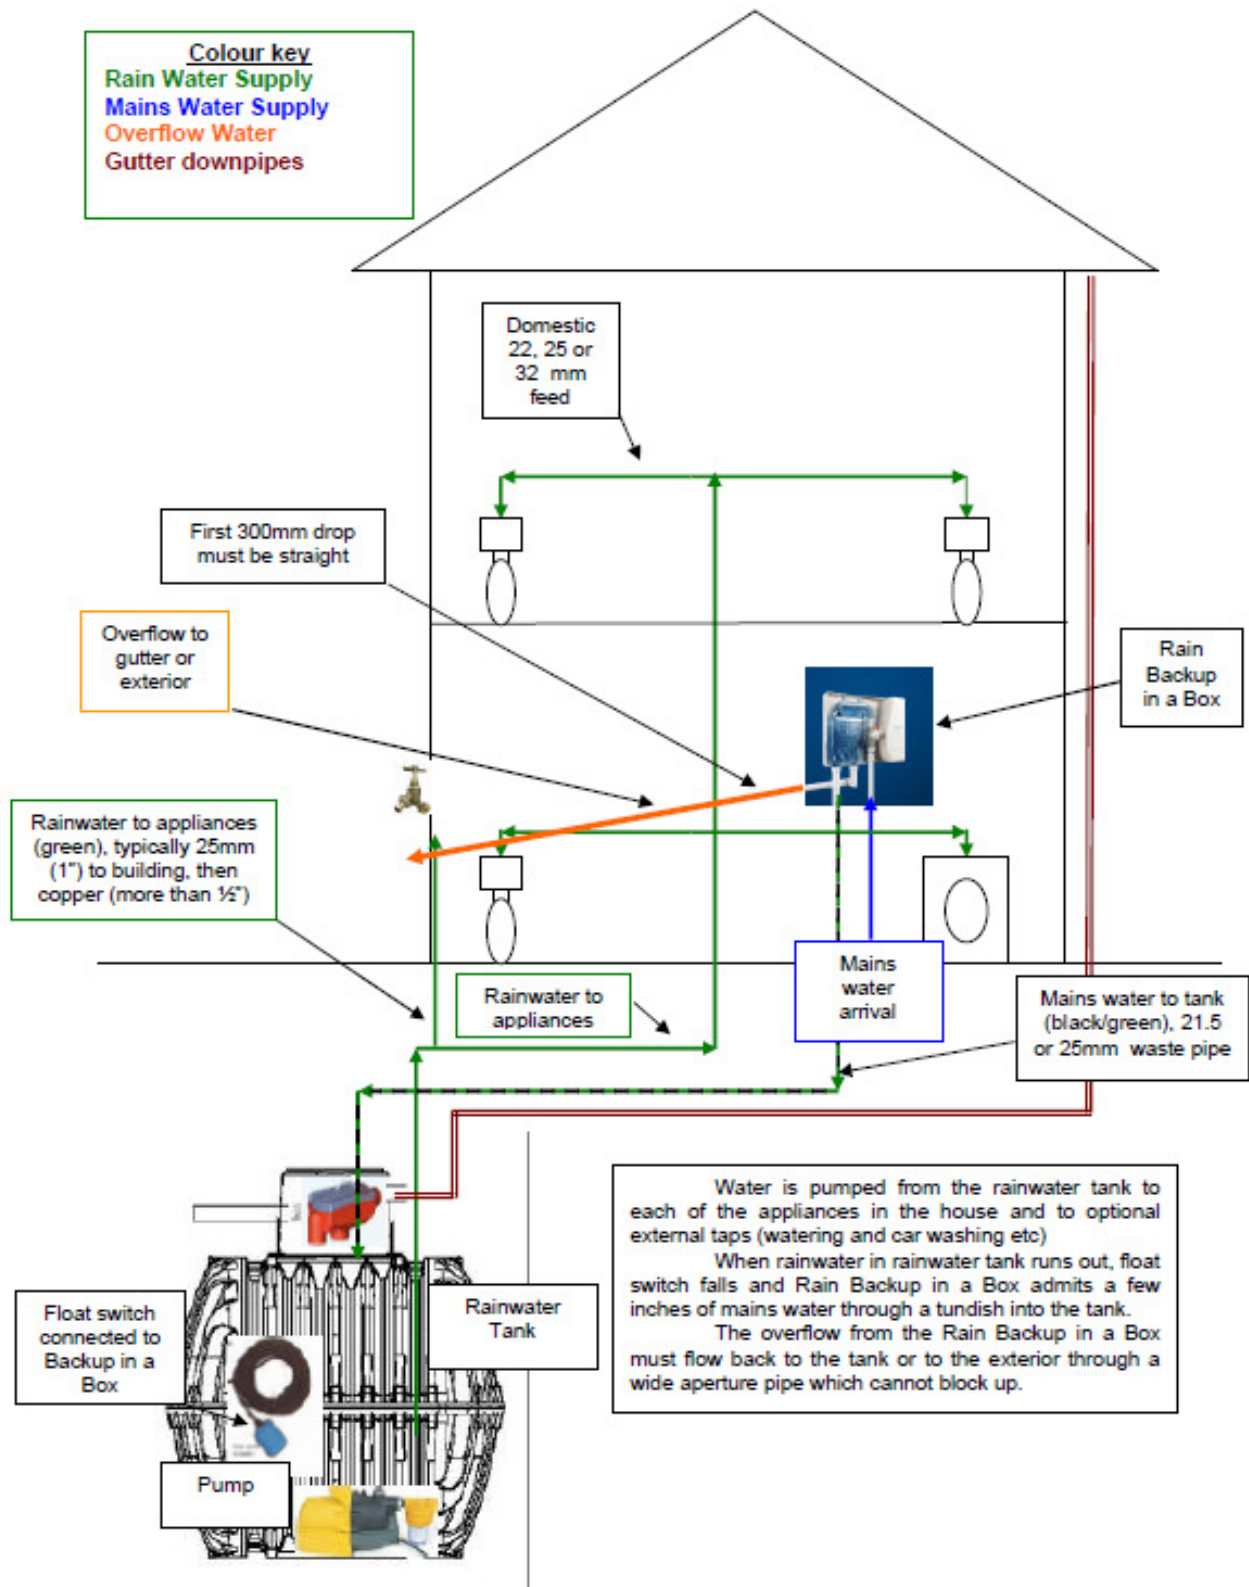 Colour key
Rain Water Supply
Mains Water Supply
Overflow Water
Gutter downpipes
Domestic
22, 25 or
32 mm
feed
First 300mm drop
must be straight
Overflow to
gutter or
exterior
Rain
Backup
in a Box
Rainwater to appliances
(green), typically 25mm
(1") to building, then
copper (more than ½")
Rainwater to
appliances
Mains
water
arrival
Mains water to tank
(black/green), 21.5
or 25mm waste pipe
Water is pumped from the rainwater tank to
each of the appliances in the house and to optional
external taps (watering and car washing etc)
When rainwater in rainwater tank runs out, float
switch falls and Rain Backup in a Box admits a few
inches of mains water through a tundish into the tank.
The overflow from the Rain Backup in a Box
must flow back to the tank or to the exterior through a
wide aperture pipe which cannot block up.
Rainwater
Tank
Float switch
connected to
Backup in a
Box
Pump